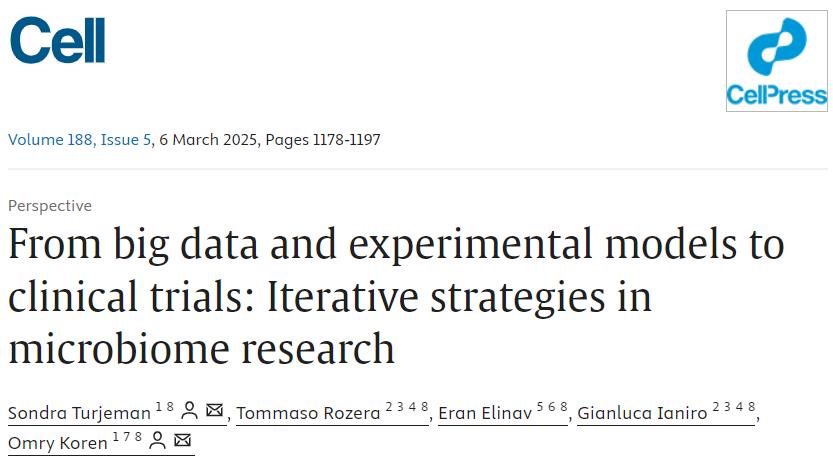 Cell
CellPress
Volume 188, Issue 5, 6 March 2025, Pages 1178-1197
Perspective
From big data and experimental models to
clinical trials: Iterative strategies in
microbiome research
Sondra Turjeman 1 8, Tommaso Rozera 2 3 4 8, Eran Elinav 5 6 8, Gianluca Ianiro 2 3 4 8,
Omry Koren 1 7 8